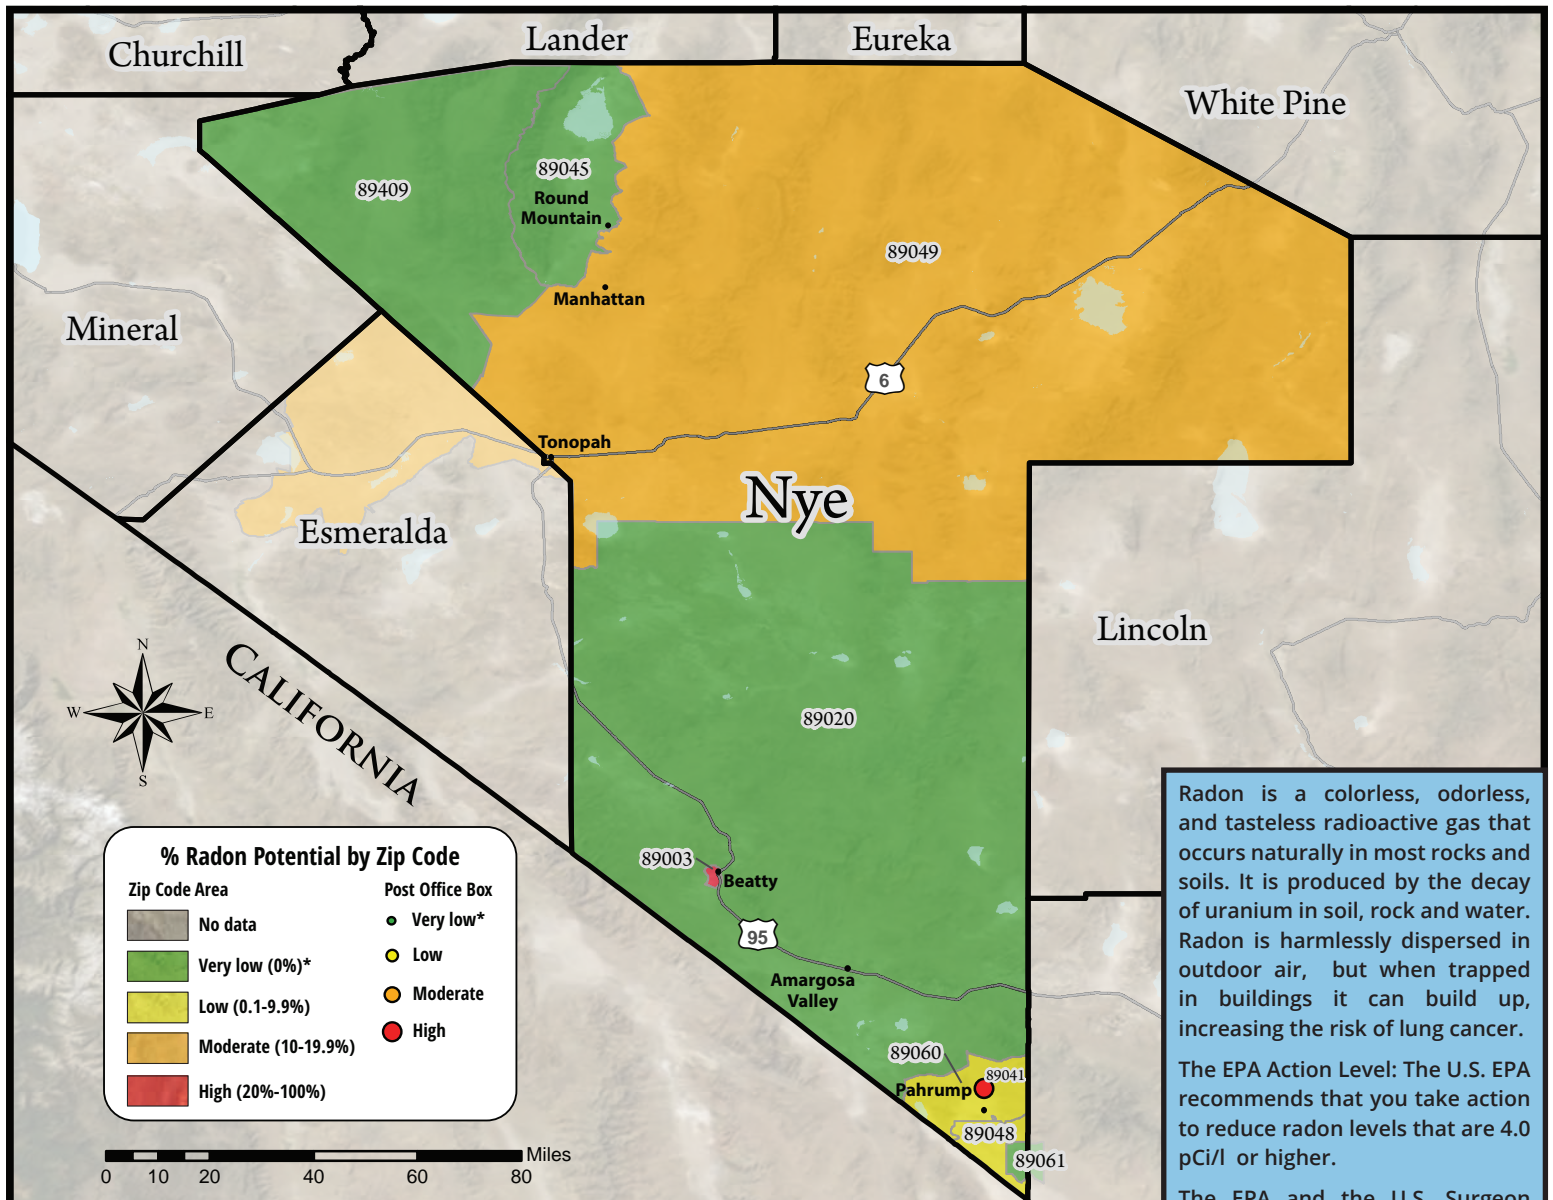 Churchill
Lander
Eureka
White Pine
89409
89045
Round
Mountain
89049
Manhattan
Mineral
6
Tonopah
Nye
Esmeralda
Lincoln
CALIFORNIA
N
W
E
S
89020
89003
Beatty
95
Amargosa
Valley
89060
89041
Pahrump
89048
89061
% Radon Potential by Zip Code
Zip Code Area
Post Office Box
No data
Very low (0%)*
Low (0.1-9.9%)
Moderate (10-19.9%)
High (20%-100%)
Very low*
Low
Moderate
High
Miles
0 10 20 40 60 80
Radon is a colorless, odorless,
and tasteless radioactive gas that
occurs naturally in most rocks and
soils. It is produced by the decay
of uranium in soil, rock and water.
Radon is harmlessly dispersed in
outdoor air, but when trapped
in buildings it can build up,
increasing the risk of lung cancer.
The EPA Action Level: The U.S. EPA
recommends that you take action
to reduce radon levels that are 4.0
pCi/l or higher.
The EPA and the U.S. Surgeon